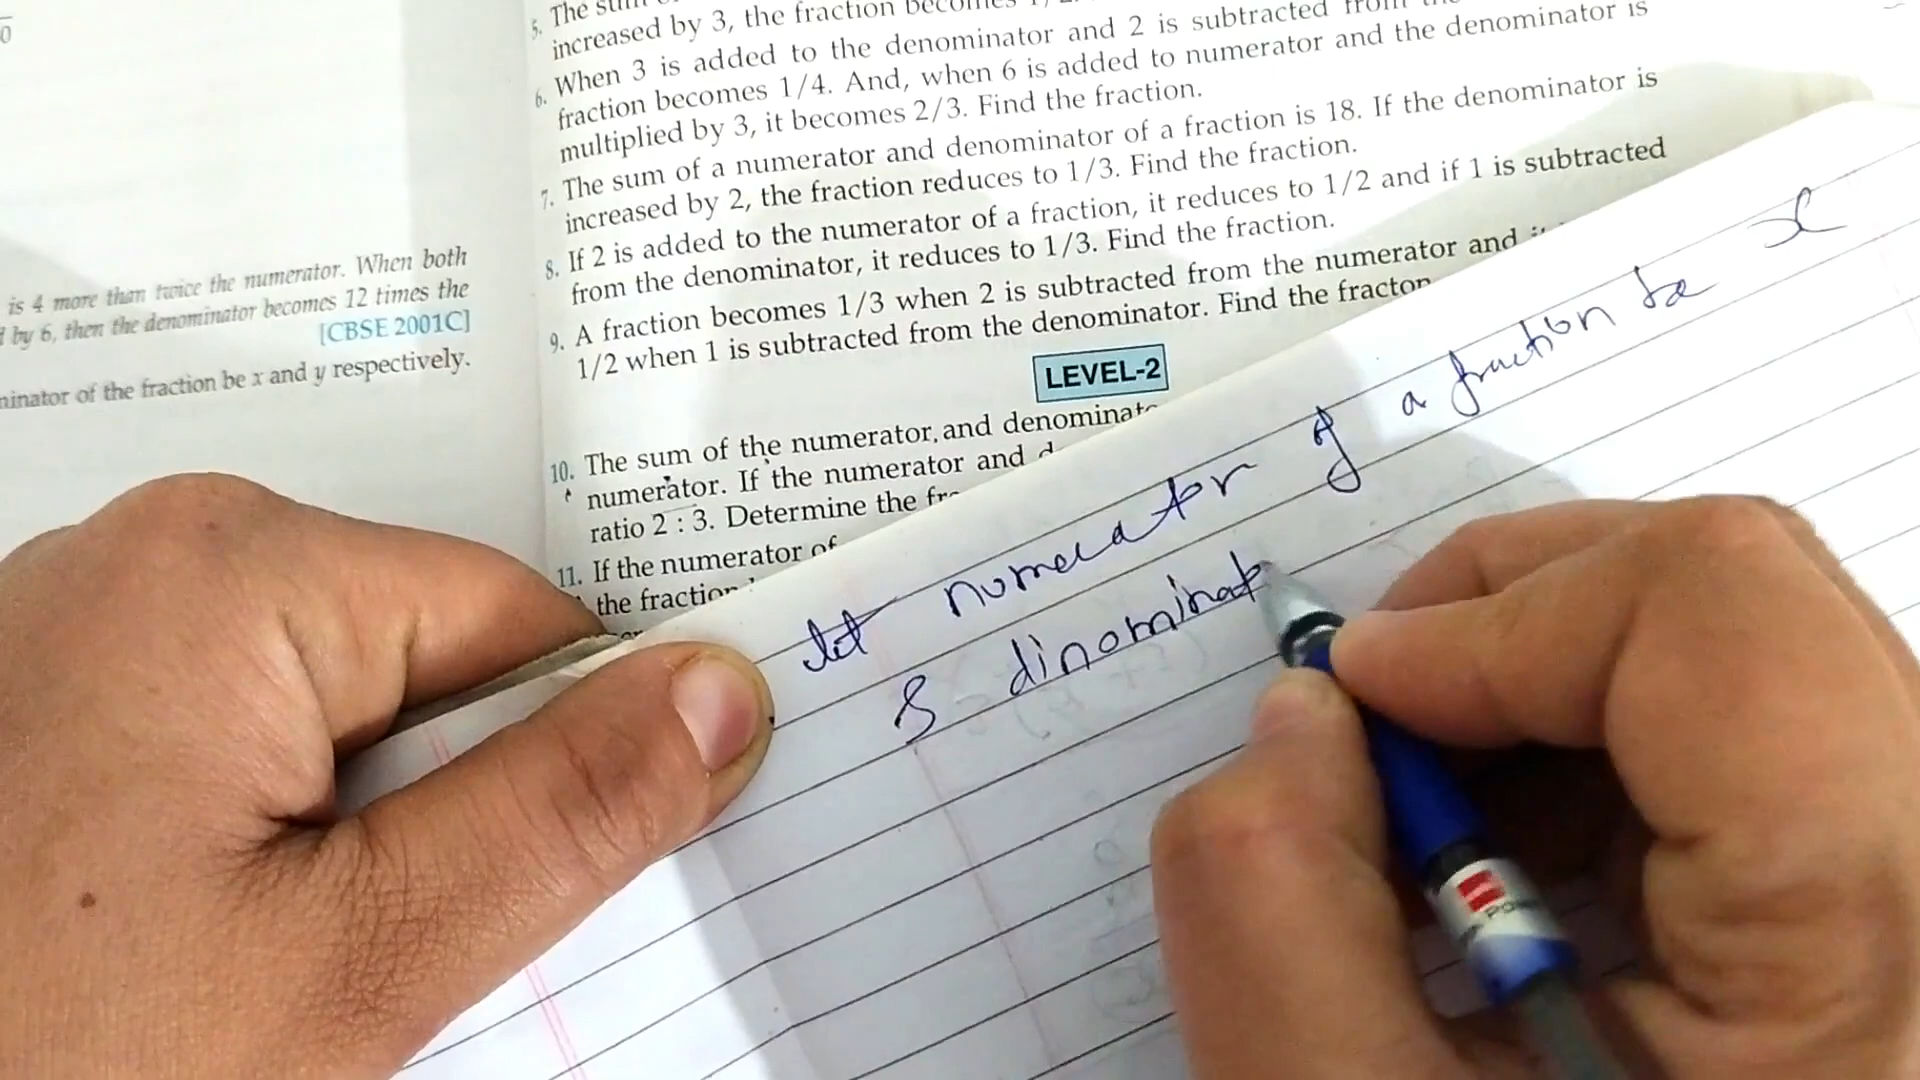 0
is 4 more than twice the numerator. When both
by 6, then the denominator becomes 12 times the
[CBSE 2001C]
of the fraction be x and y respectively.
5. The sum
increased by 3, the fraction becomes
6. When 3 is added to the denominator and 2 is subtracted from
fraction becomes 1/4. And, when 6 is added to numerator and the denominator is
multiplied by 3, it becomes 2/3. Find the fraction.
7. The sum of a numerator and denominator of a fraction is 18. If the denominator is
increased by 2, the fraction reduces to 1/3. Find the fraction.
8. If 2 is added to the numerator of a fraction, it reduces to 1/2 and if 1 is subtracted
from the denominator, it reduces to 1/3. Find the fraction.
9. A fraction becomes 1/3 when 2 is subtracted from the numerator and
1/2 when 1 is subtracted from the denominator. Find the fracton
LEVEL-2
10. The sum of the numerator and
numerator. If the numerator and
ratio 2 : 3. Determine the
11. If the numerator of
the
let numerator of a fraction be x
& dinominat